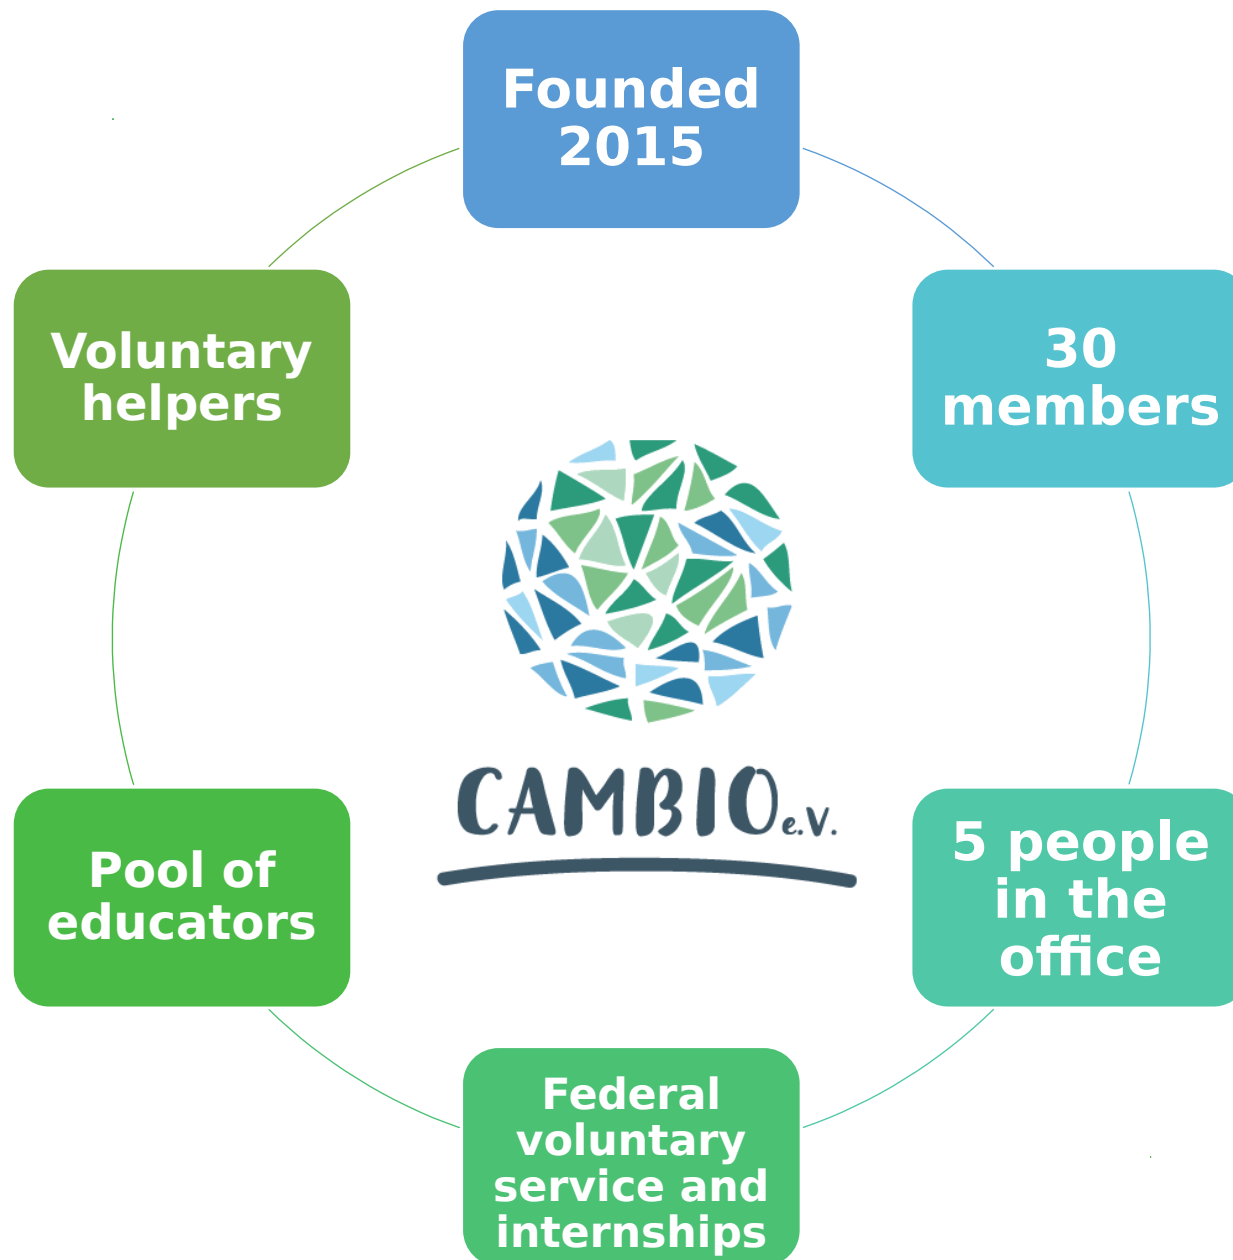 Founded
2015
30
members
5 people
in the
office
Federal
voluntary
service and
internships
Pool of
educators
Voluntary
helpers
CAMBIO e.V.